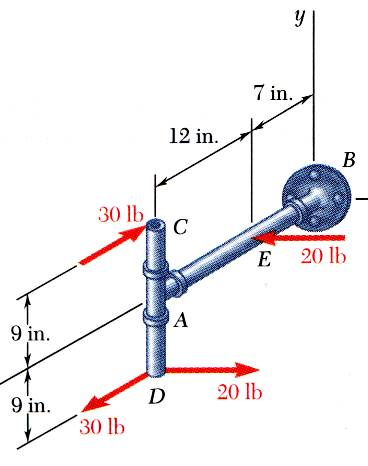 y
7 in.
12 in.
B
30 lb
C
E
20 lb
9 in.
A
9 in.
D
20 lb
30 lb